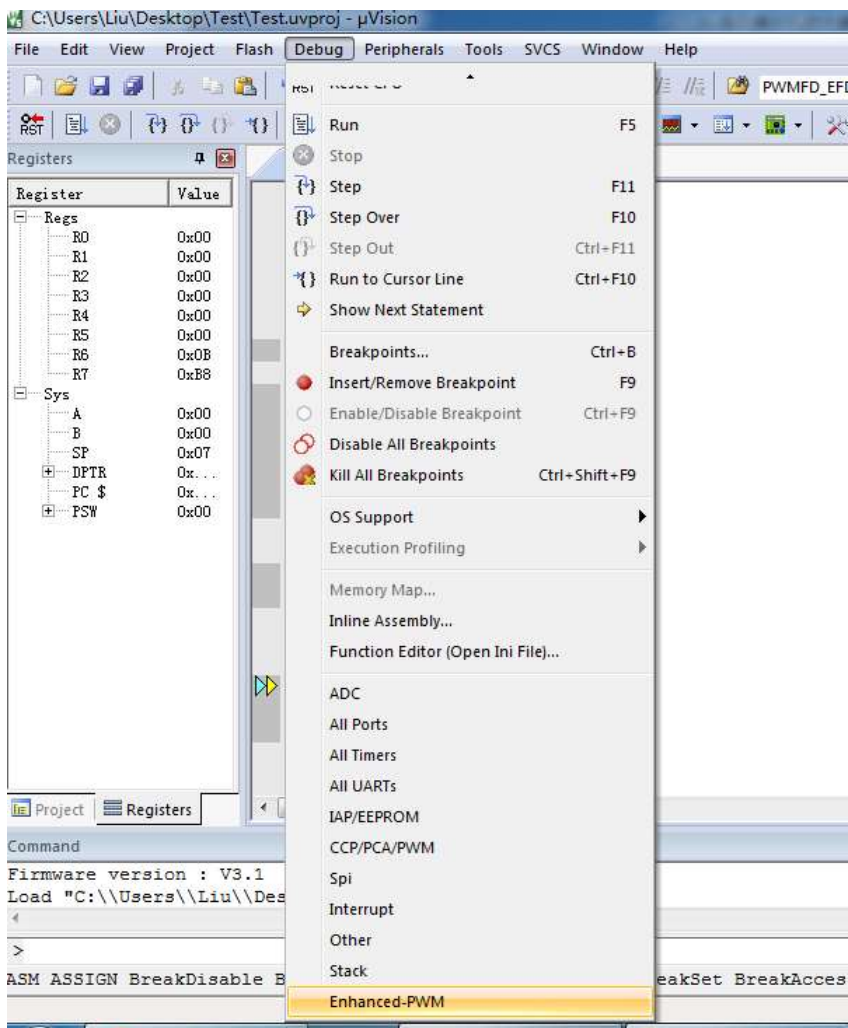 C:\Users\Liu\Desktop\Test\Test.uvproj - µVision
File Edit View Project Flash Debug Peripherals Tools SVCS Window Help
RST
PWMFD_EFD
RST
Registers
Register Value
Regs
R0 0x00
R1 0x00
R2 0x00
R3 0x00
R4 0x00
R5 0x00
R6 0x0B
R7 0xB8
Sys
A 0x00
B 0x00
SP 0x07
DPTR 0x...
PC $ 0x...
PSW 0x00
Project Registers
Run F5
Stop
Step F11
Step Over F10
Step Out Ctrl+F11
Run to Cursor Line Ctrl+F10
Show Next Statement
Breakpoints... Ctrl+B
Insert/Remove Breakpoint F9
Enable/Disable Breakpoint Ctrl+F9
Disable All Breakpoints
Kill All Breakpoints Ctrl+Shift+F9
OS Support
Execution Profiling
Memory Map...
Inline Assembly...
Function Editor (Open Ini File)...
ADC
All Ports
All Timers
All UARTs
IAP/EEPROM
CCP/PCA/PWM
Spi
Interrupt
Other
Stack
Enhanced-PWM
Command
Firmware version : V3.1
Load "C:\\Users\\Liu\\Des
>
ASM ASSIGN BreakDisable B eakSet BreakAcces